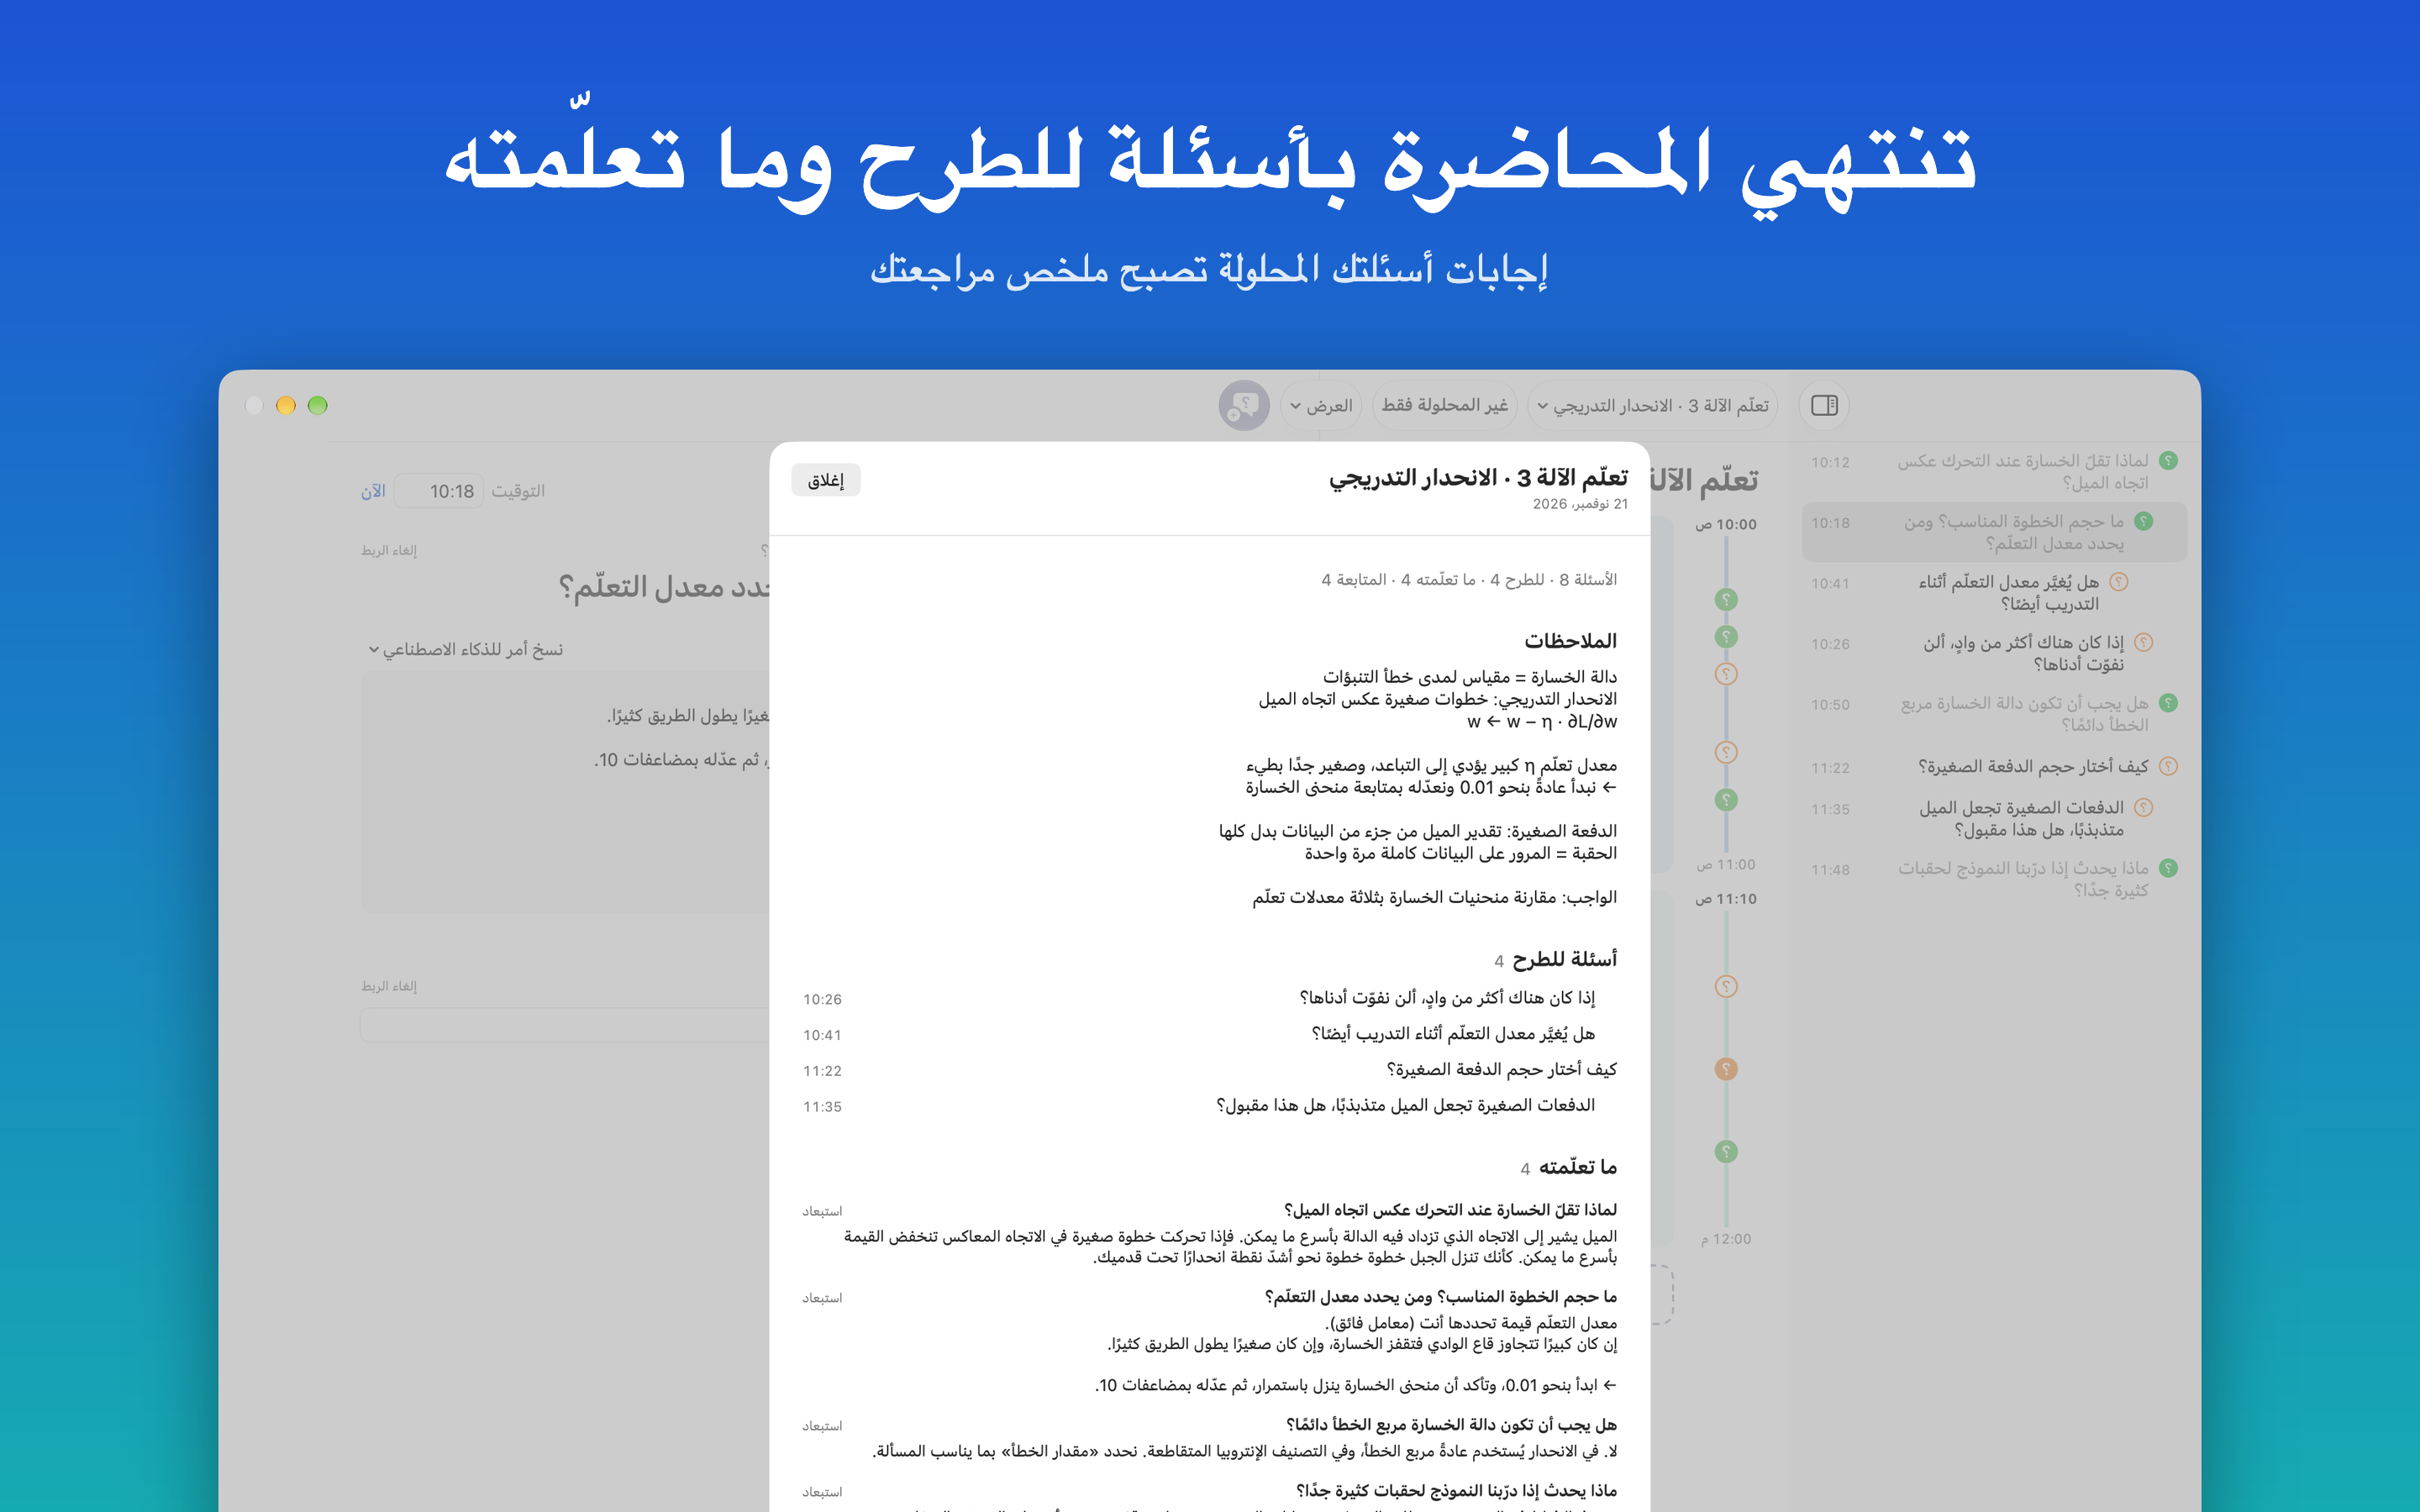 تنتهي المحاضرة بأسئلة للطرح وما تعلّمته
إجابات أسئلتك المحلولة تصبح ملخص مراجعتك
تعلّم الآلة 3 · الانحدار التدريجي
غير المحلولة فقط
العرض
لماذا تقلّ الخسارة عند التحرك عكس
اتجاه الميل؟
10:12
ما حجم الخطوة المناسب؟ ومن
يحدد معدل التعلّم؟
10:18
هل يُغيَّر معدل التعلّم أثناء
التدريب أيضًا؟
10:41
إذا كان هناك أكثر من وادٍ، ألن
نفوّت أدناها؟
10:26
هل يجب أن تكون دالة الخسارة مربع
الخطأ دائمًا؟
10:50
كيف أختار حجم الدفعة الصغيرة؟
11:22
الدفعات الصغيرة تجعل الميل
متذبذبًا، هل هذا مقبول؟
11:35
ماذا يحدث إذا درّبنا النموذج لحقبات
كثيرة جدًا؟
11:48
تعلّم الآلة
10:00 ص
11:00 ص
11:10 ص
12:00 م
تعلّم الآلة 3 · الانحدار التدريجي
21 نوفمبر، 2026
إغلاق
الأسئلة 8 · للطرح 4 · ما تعلّمته 4 · المتابعة 4
الملاحظات
دالة الخسارة = مقياس لمدى خطأ التنبؤات
الانحدار التدريجي: خطوات صغيرة عكس اتجاه الميل
w ← w − η · ∂L/∂w
معدل تعلّم η كبير يؤدي إلى التباعد، وصغير جدًا بطيء
← نبدأ عادةً بنحو 0.01 ونعدّله بمتابعة منحنى الخسارة
الدفعة الصغيرة: تقدير الميل من جزء من البيانات بدل كلها
الحقبة = المرور على البيانات كاملة مرة واحدة
الواجب: مقارنة منحنيات الخسارة بثلاثة معدلات تعلّم
أسئلة للطرح 4
إذا كان هناك أكثر من وادٍ، ألن نفوّت أدناها؟ 10:26
هل يُغيَّر معدل التعلّم أثناء التدريب أيضًا؟ 10:41
كيف أختار حجم الدفعة الصغيرة؟ 11:22
الدفعات الصغيرة تجعل الميل متذبذبًا، هل هذا مقبول؟ 11:35
ما تعلّمته 4
لماذا تقلّ الخسارة عند التحرك عكس اتجاه الميل؟ استبعاد
الميل يشير إلى الاتجاه الذي تزداد فيه الدالة بأسرع ما يمكن. فإذا تحركت خطوة صغيرة في الاتجاه المعاكس تنخفض القيمة
بأسرع ما يمكن. كأنك تنزل الجبل خطوة خطوة نحو أشدّ نقطة انحدارًا تحت قدميك.
ما حجم الخطوة المناسب؟ ومن يحدد معدل التعلّم؟ استبعاد
معدل التعلّم قيمة تحددها أنت (معامل فائق).
إن كان كبيرًا تتجاوز قاع الوادي فتقفز الخسارة، وإن كان صغيرًا يطول الطريق كثيرًا.
← ابدأ بنحو 0.01، وتأكد أن منحنى الخسارة ينزل باستمرار، ثم عدّله بمضاعفات 10.
هل يجب أن تكون دالة الخسارة مربع الخطأ دائمًا؟ استبعاد
لا. في الانحدار يُستخدم عادةً مربع الخطأ، وفي التصنيف الإنتروبيا المتقاطعة. نحدد «مقدار الخطأ» بما يناسب المسألة.
ماذا يحدث إذا درّبنا النموذج لحقبات كثيرة جدًا؟ استبعاد
التوقيت 10:18 الآن
إلغاء الربط
دد معدل التعلّم؟
نسخ أمر للذكاء الاصطناعي
غيرًا يطول الطريق كثيرًا.
، ثم عدّله بمضاعفات 10.
إلغاء الربط